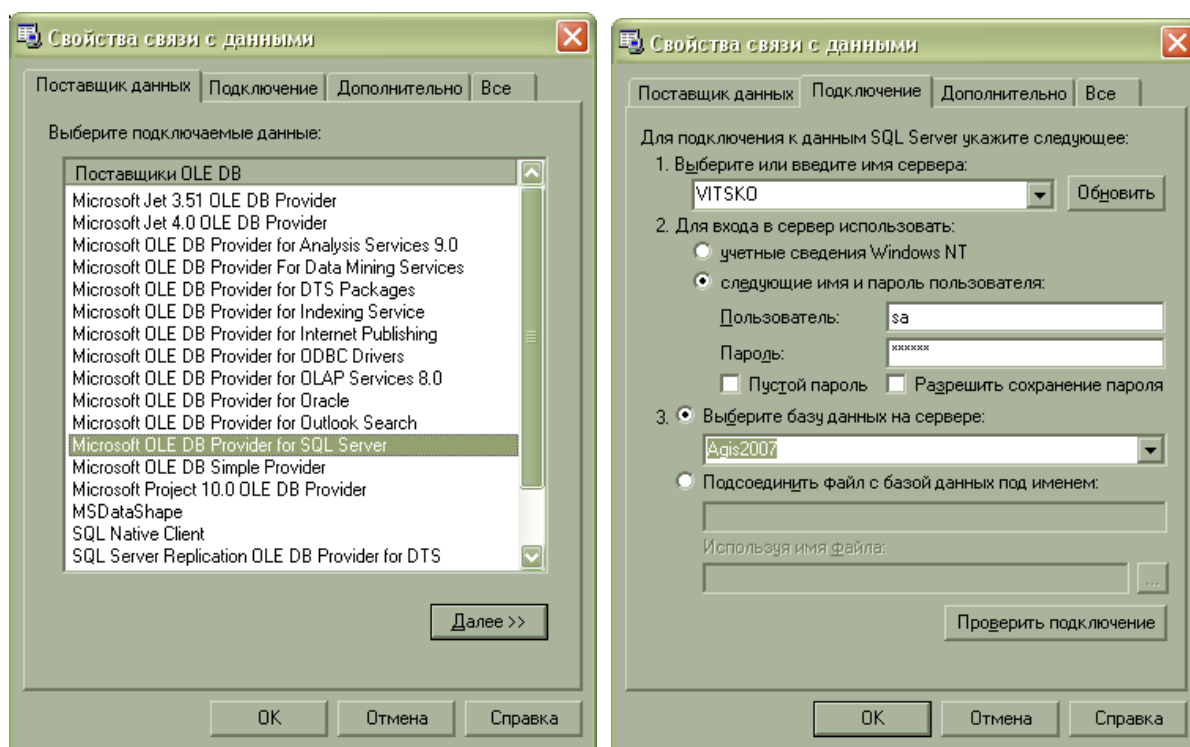 Свойства связи с данными
Поставщик данных Подключение Дополнительно Все
Выберите подключаемые данные:
Поставщики OLE DB
Microsoft Jet 3.51 OLE DB Provider
Microsoft Jet 4.0 OLE DB Provider
Microsoft OLE DB Provider for Analysis Services 9.0
Microsoft OLE DB Provider For Data Mining Services
Microsoft OLE DB Provider for DTS Packages
Microsoft OLE DB Provider for Indexing Service
Microsoft OLE DB Provider for Internet Publishing
Microsoft OLE DB Provider for ODBC Drivers
Microsoft OLE DB Provider for OLAP Services 8.0
Microsoft OLE DB Provider for Oracle
Microsoft OLE DB Provider for Outlook Search
Microsoft OLE DB Provider for SQL Server
Microsoft OLE DB Simple Provider
Microsoft Project 10.0 OLE DB Provider
MSDataShape
SQL Native Client
SQL Server Replication OLE DB Provider for DTS
Далее >>
OK Отмена Справка
Свойства связи с данными
Поставщик данных Подключение Дополнительно Все
Для подключения к данным SQL Server укажите следующее:
1. Выберите или введите имя сервера:
VITSKO Обновить
2. Для входа в сервер использовать:
учетные сведения Windows NT
следующие имя и пароль пользователя:
Пользователь: sa
Пароль: ××××××
Пустой пароль Разрешить сохранение пароля
3. Выберите базу данных на сервере:
Agis2007
Подсоединить файл с базой данных под именем:
Используя имя файла:
...
Проверить подключение
OK Отмена Справка